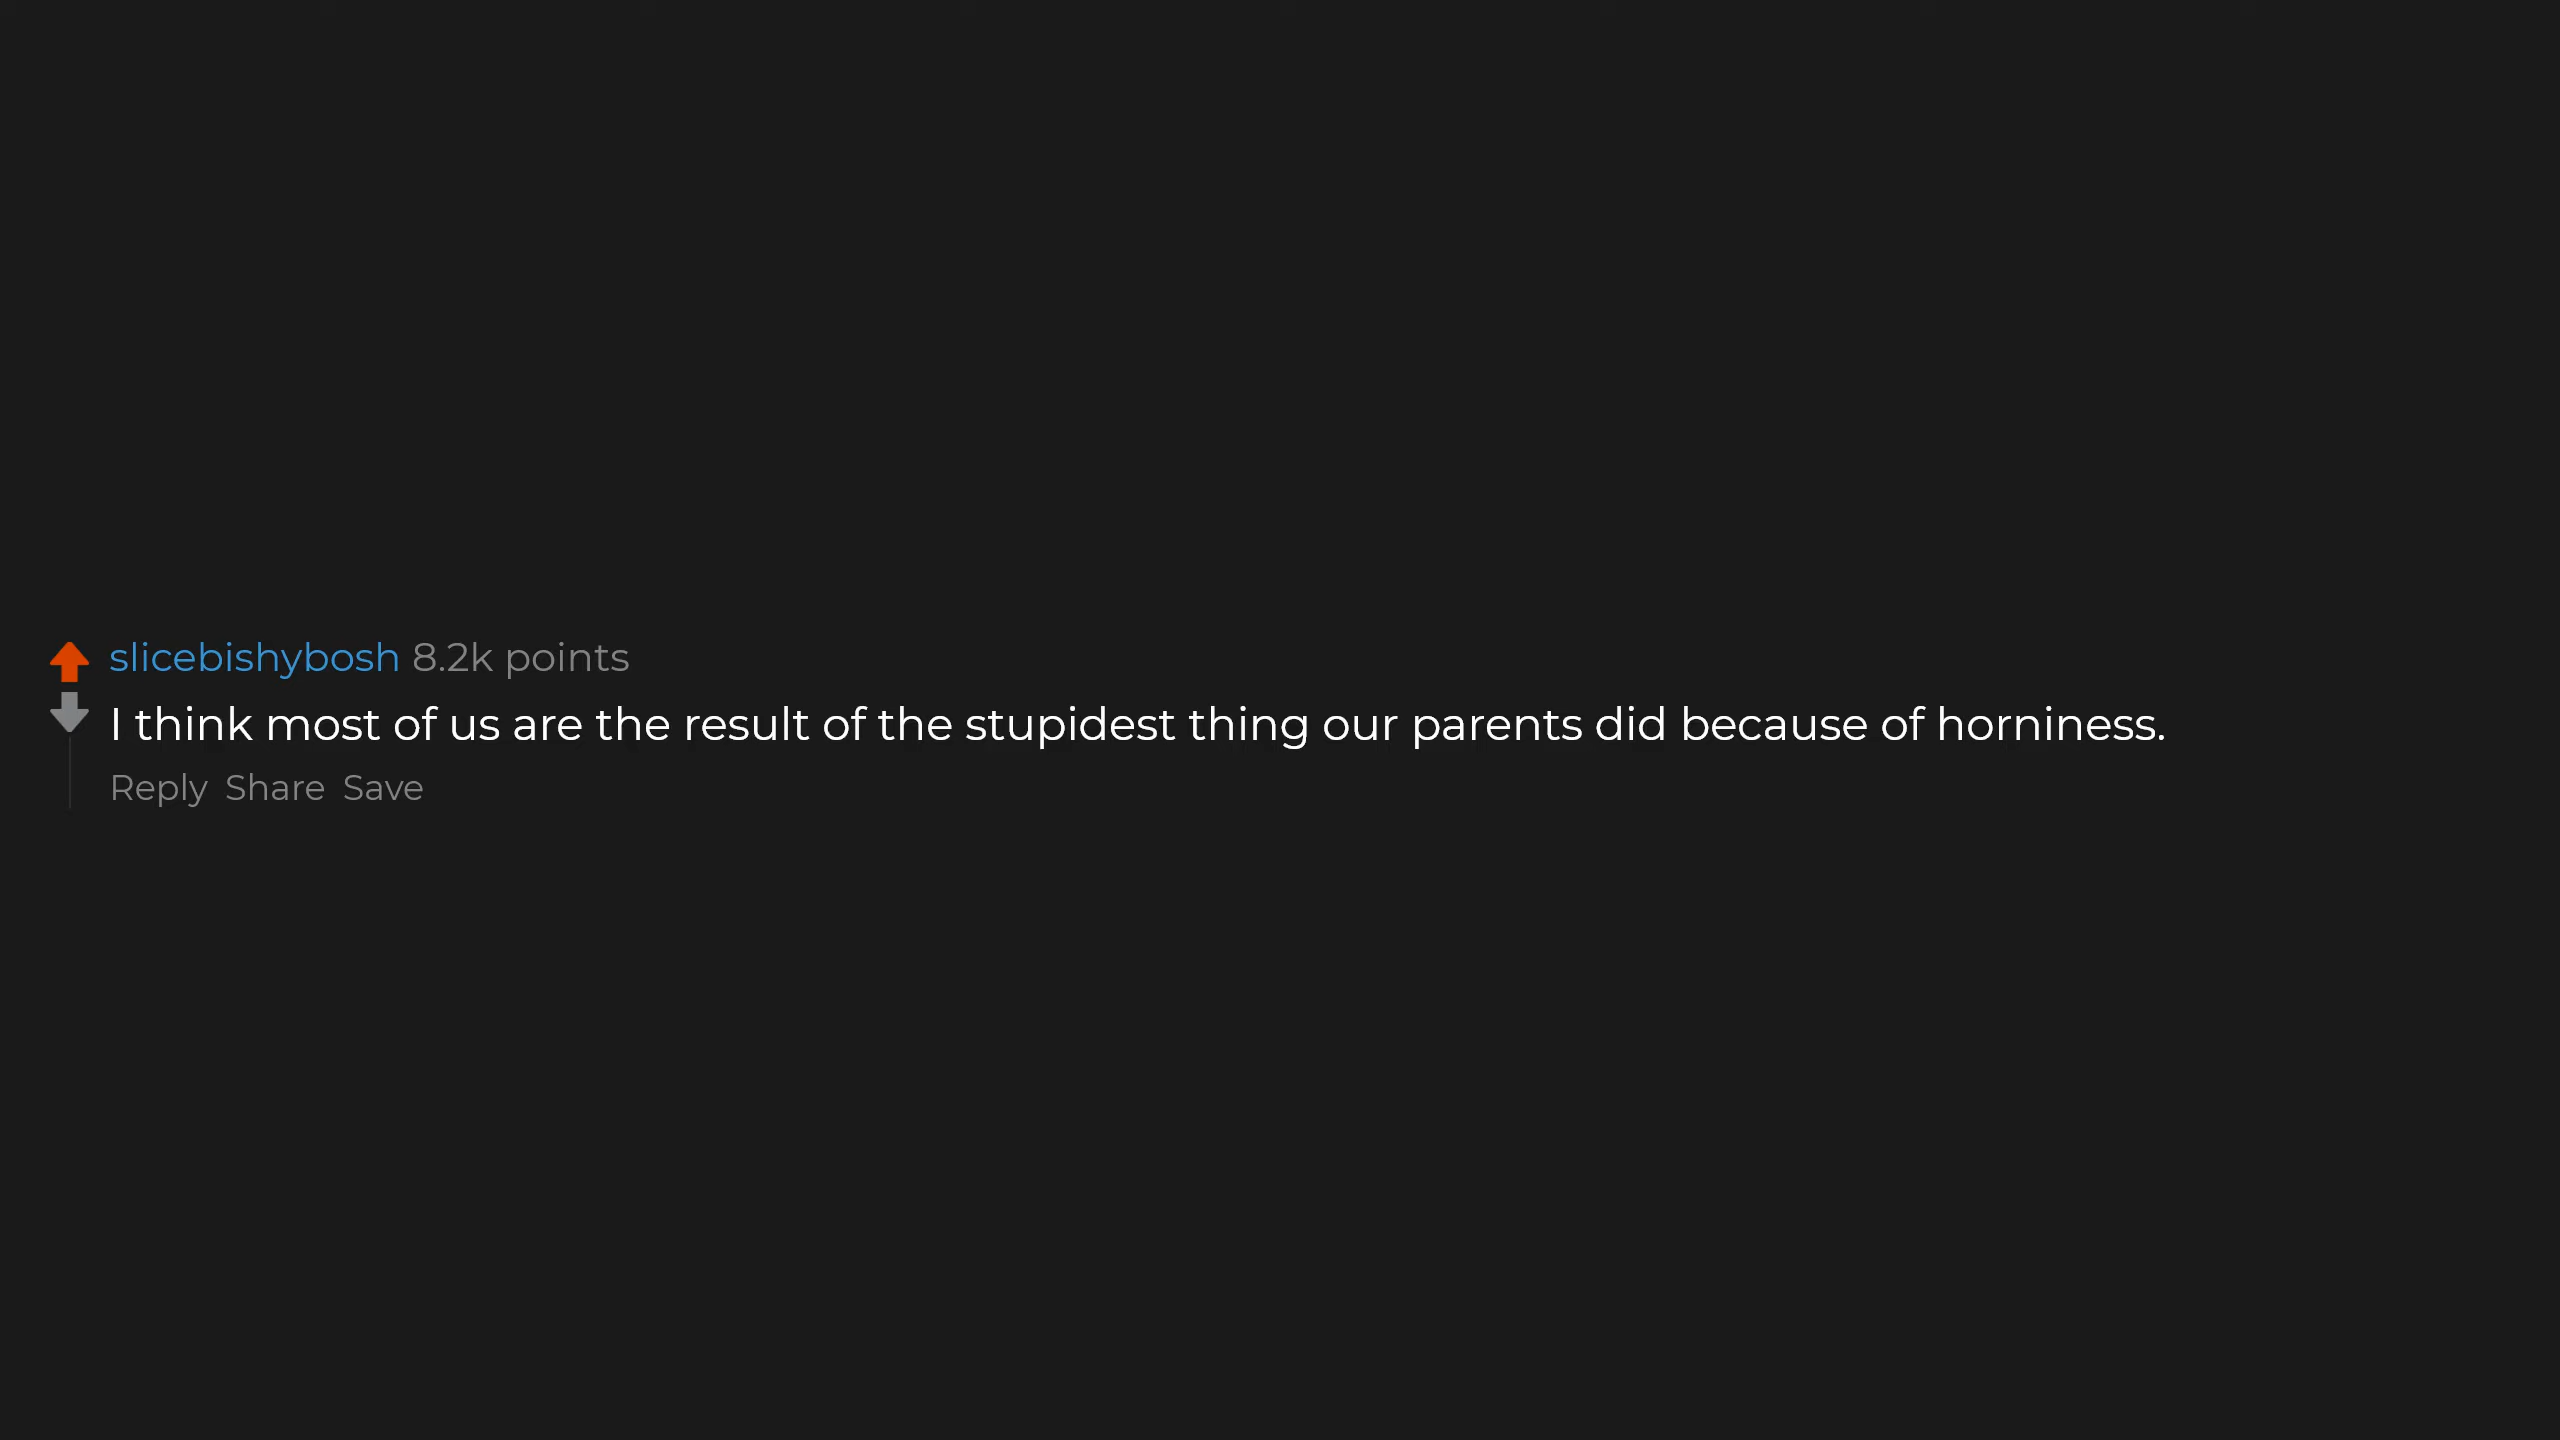 slicebishybosh 8.2k points
I think most of us are the result of the stupidest thing our parents did because of horniness.
Reply Share Save